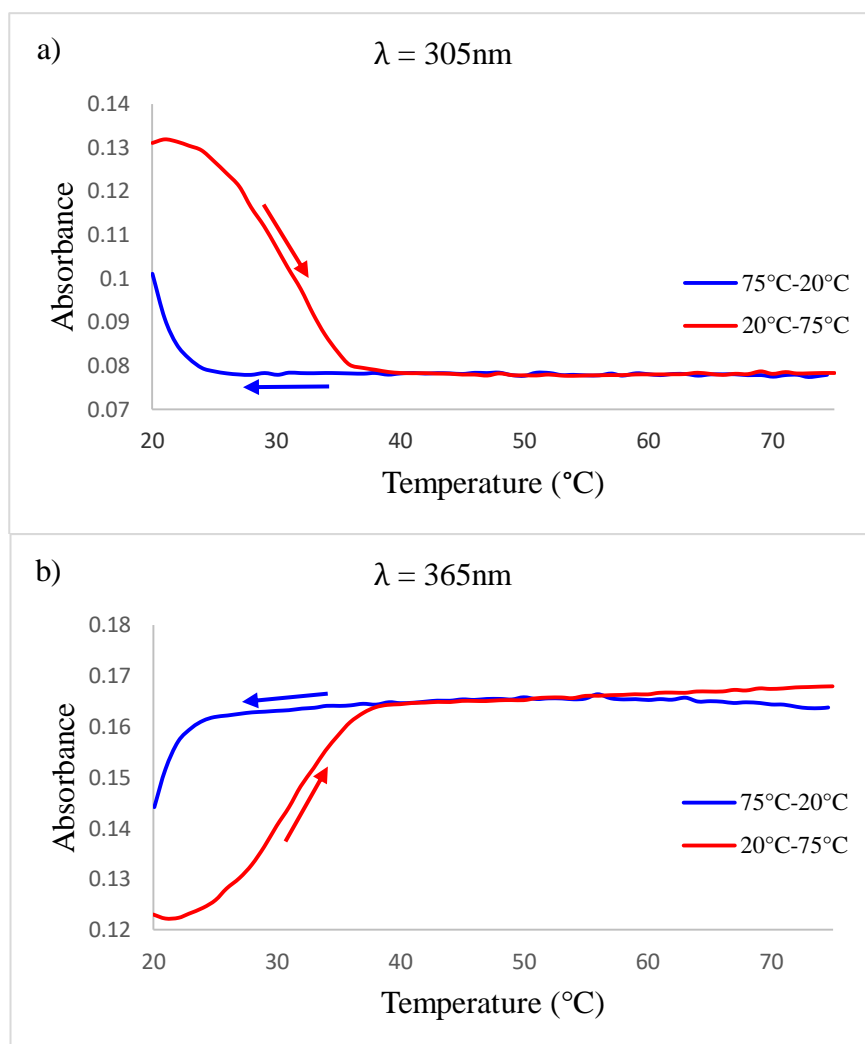 a)
λ = 305nm
0.14
0.13
0.12
0.11
0.1
0.09
0.08
0.07
Absorbance
75°C-20°C
20°C-75°C
20 30 40 50 60 70
Temperature (°C)
b)
λ = 365nm
0.18
0.17
0.16
0.15
0.14
0.13
0.12
Absorbance
75°C-20°C
20°C-75°C
20 30 40 50 60 70
Temperature (°C)